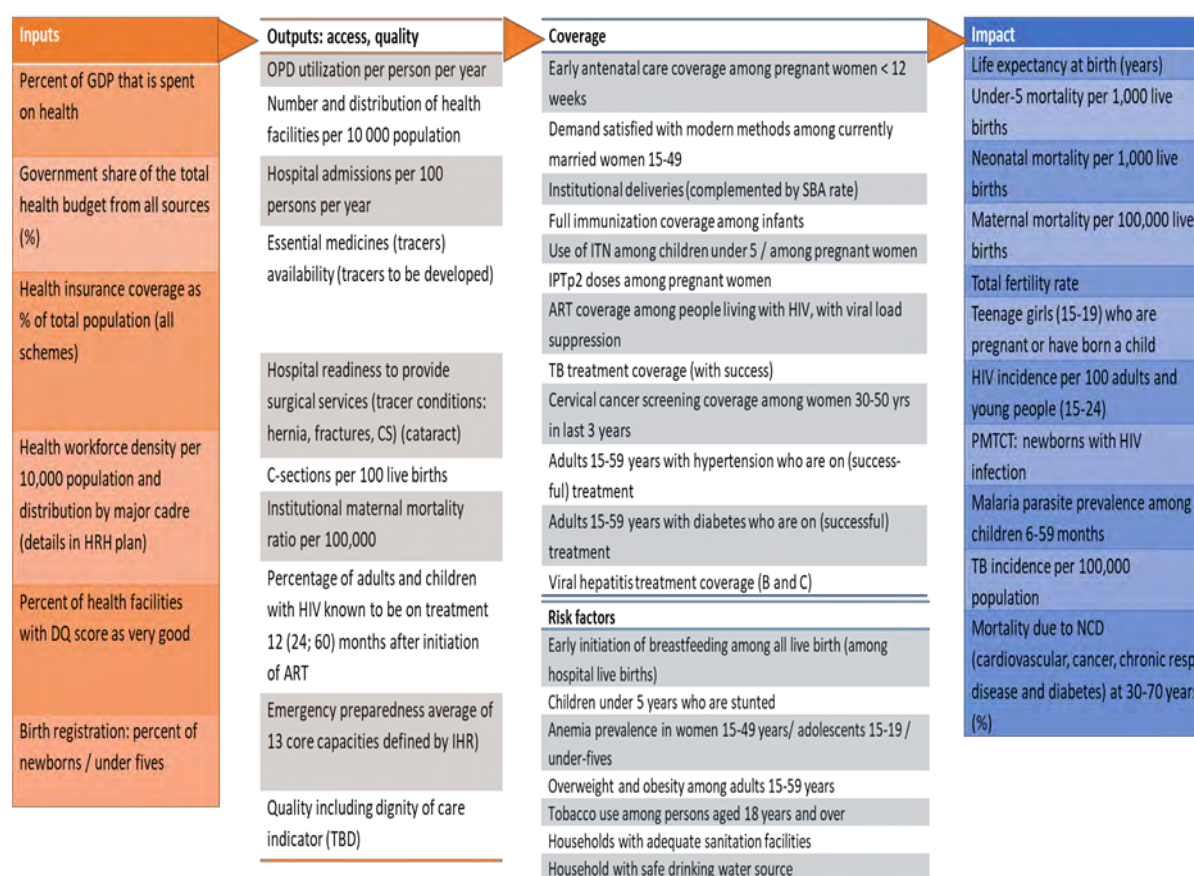 Inputs
Percent of GDP that is spent
on health
Government share of the total
health budget from all sources
(%)
Health insurance coverage as
% of total population (all
schemes)
Health workforce density per
10,000 population and
distribution by major cadre
(details in HRH plan)
Percent of health facilities
with DQ score as very good
Birth registration: percent of
newborns / under fives
Outputs: access, quality
OPD utilization per person per year
Number and distribution of health
facilities per 10 000 population
Hospital admissions per 100
persons per year
Essential medicines (tracers)
availability (tracers to be developed)
Hospital readiness to provide
surgical services (tracer conditions:
hernia, fractures, CS) (cataract)
C-sections per 100 live births
Institutional maternal mortality
ratio per 100,000
Percentage of adults and children
with HIV known to be on treatment
12 (24; 60) months after initiation
of ART
Emergency preparedness average of
13 core capacities defined by IHR)
Quality including dignity of care
indicator (TBD)
Coverage
Early antenatal care coverage among pregnant women < 12
weeks
Demand satisfied with modern methods among currently
married women 15-49
Institutional deliveries (complemented by SBA rate)
Full immunization coverage among infants
Use of ITN among children under 5 / among pregnant women
IPTp2 doses among pregnant women
ART coverage among people living with HIV, with viral load
suppression
TB treatment coverage (with success)
Cervical cancer screening coverage among women 30-50 yrs
in last 3 years
Adults 15-59 years with hypertension who are on (success-
ful) treatment
Adults 15-59 years with diabetes who are on (successful)
treatment
Viral hepatitis treatment coverage (B and C)
Risk factors
Early initiation of breastfeeding among all live birth (among
hospital live births)
Children under 5 years who are stunted
Anemia prevalence in women 15-49 years/ adolescents 15-19 /
under-fives
Overweight and obesity among adults 15-59 years
Tobacco use among persons aged 18 years and over
Households with adequate sanitation facilities
Household with safe drinking water source
Impact
Life expectancy at birth (years)
Under-5 mortality per 1,000 live
births
Neonatal mortality per 1,000 live
births
Maternal mortality per 100,000 live
births
Total fertility rate
Teenage girls (15-19) who are
pregnant or have born a child
HIV incidence per 100 adults and
young people (15-24)
PMTCT: newborns with HIV
infection
Malaria parasite prevalence among
children 6-59 months
TB incidence per 100,000
population
Mortality due to NCD
(cardiovascular, cancer, chronic resp
disease and diabetes) at 30-70 years
(%)